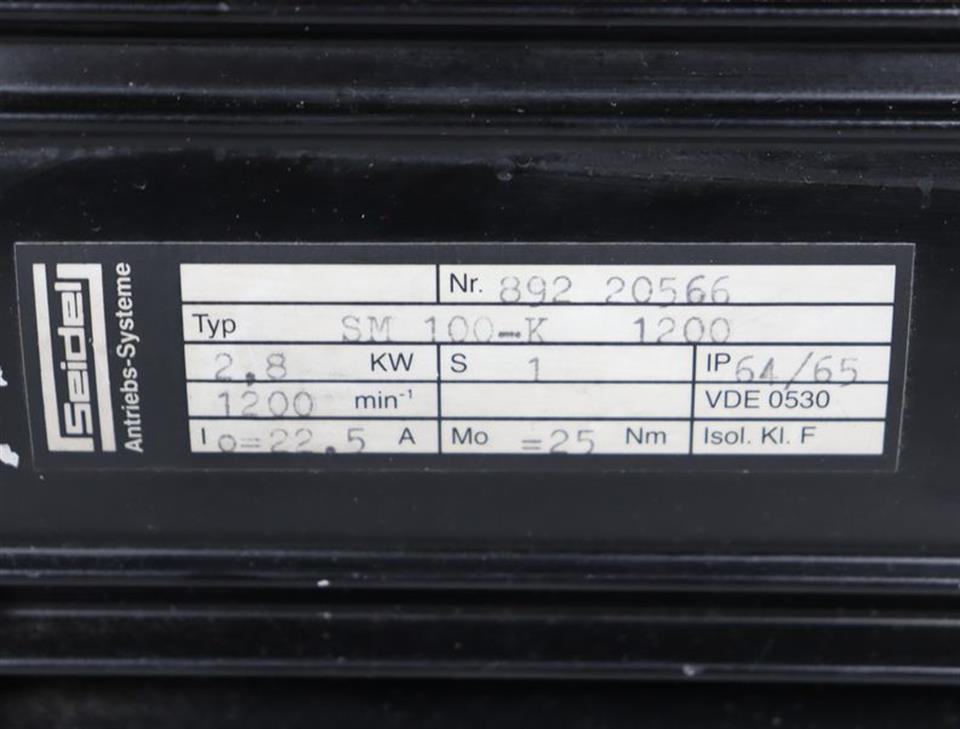 Seidel
Antriebs-Systeme
Nr. 892 20566
Typ SM 100-K 1200
2,8 KW S 1 IP 64/65
1200 min⁻¹ VDE 0530
I o=22.5 A Mo =25 Nm Isol. Kl. F